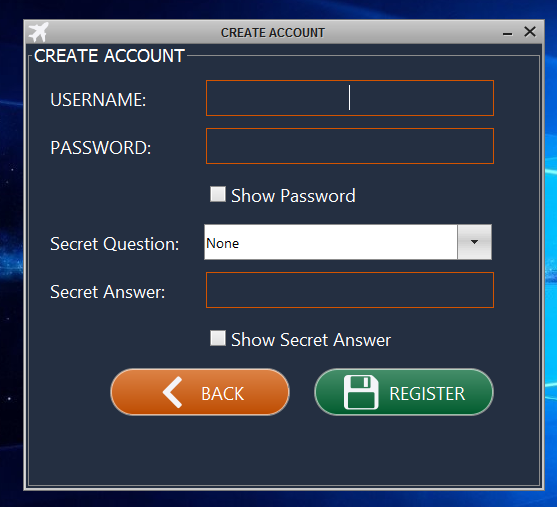 CREATE ACCOUNT
CREATE ACCOUNT
USERNAME:
PASSWORD:
Show Password
Secret Question: None
Secret Answer:
Show Secret Answer
BACK REGISTER